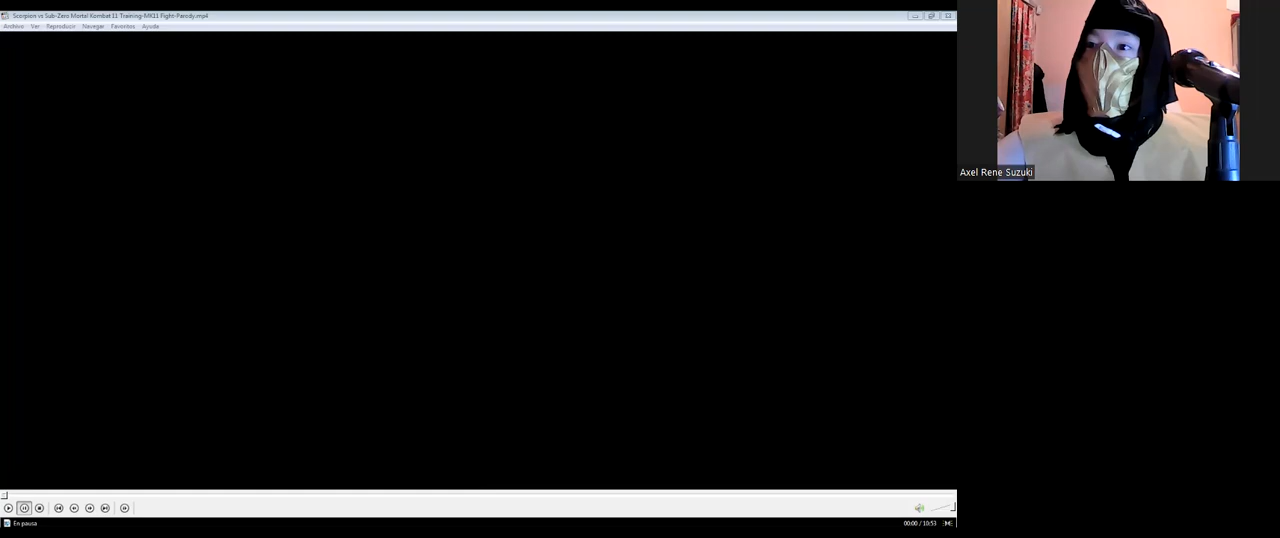 Scorpion vs Sub-Zero Mortal Kombat 11 Training-MK11 Fight-Parody.mp4
Archivo Ver Reproducir Navegar Favoritos Ayuda
Axel Rene Suzuki
En pausa
00:00 / 10:53